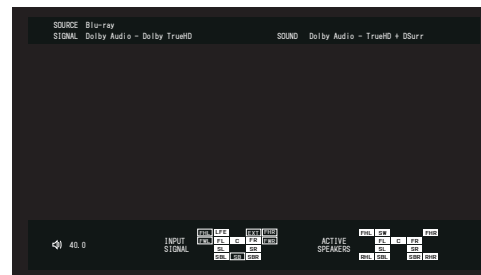 SOURCE Blu-ray
SIGNAL Dolby Audio - Dolby TrueHD SOUND Dolby Audio - TrueHD + DSurr
FHL LFE EXT FHR FHL SW FHR
40.0 INPUT SIGNAL FWL FL C FR FWR ACTIVE SPEAKERS FL C FR
SL SR SL SR
SBL SB SBR RHL SBL SBR RHR